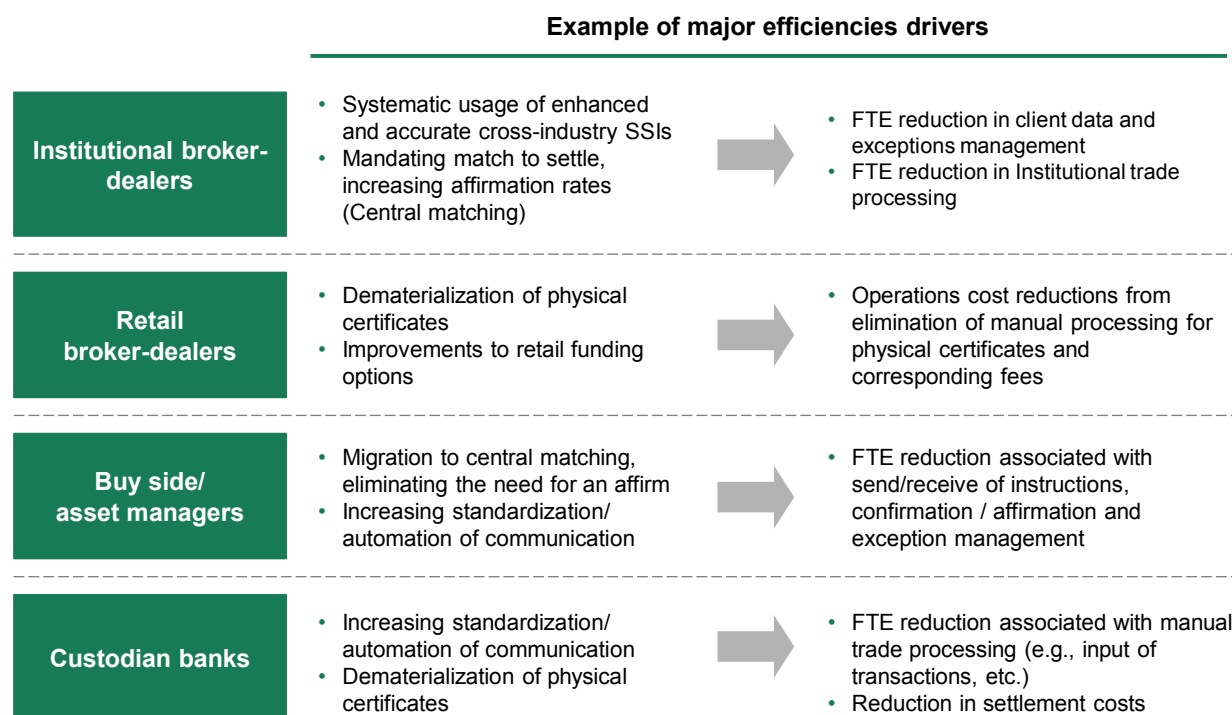 Example of major efficiencies drivers
Institutional broker-
dealers
• Systematic usage of enhanced
and accurate cross-industry SSIs
• Mandating match to settle,
increasing affirmation rates
(Central matching)
• FTE reduction in client data and
exceptions management
• FTE reduction in Institutional trade
processing
Retail
broker-dealers
• Dematerialization of physical
certificates
• Improvements to retail funding
options
• Operations cost reductions from
elimination of manual processing for
physical certificates and
corresponding fees
Buy side/
asset managers
• Migration to central matching,
eliminating the need for an affirm
• Increasing standardization/
automation of communication
• FTE reduction associated with
send/receive of instructions,
confirmation / affirmation and
exception management
Custodian banks
• Increasing standardization/
automation of communication
• Dematerialization of physical
certificates
• FTE reduction associated with manual
trade processing (e.g., input of
transactions, etc.)
• Reduction in settlement costs